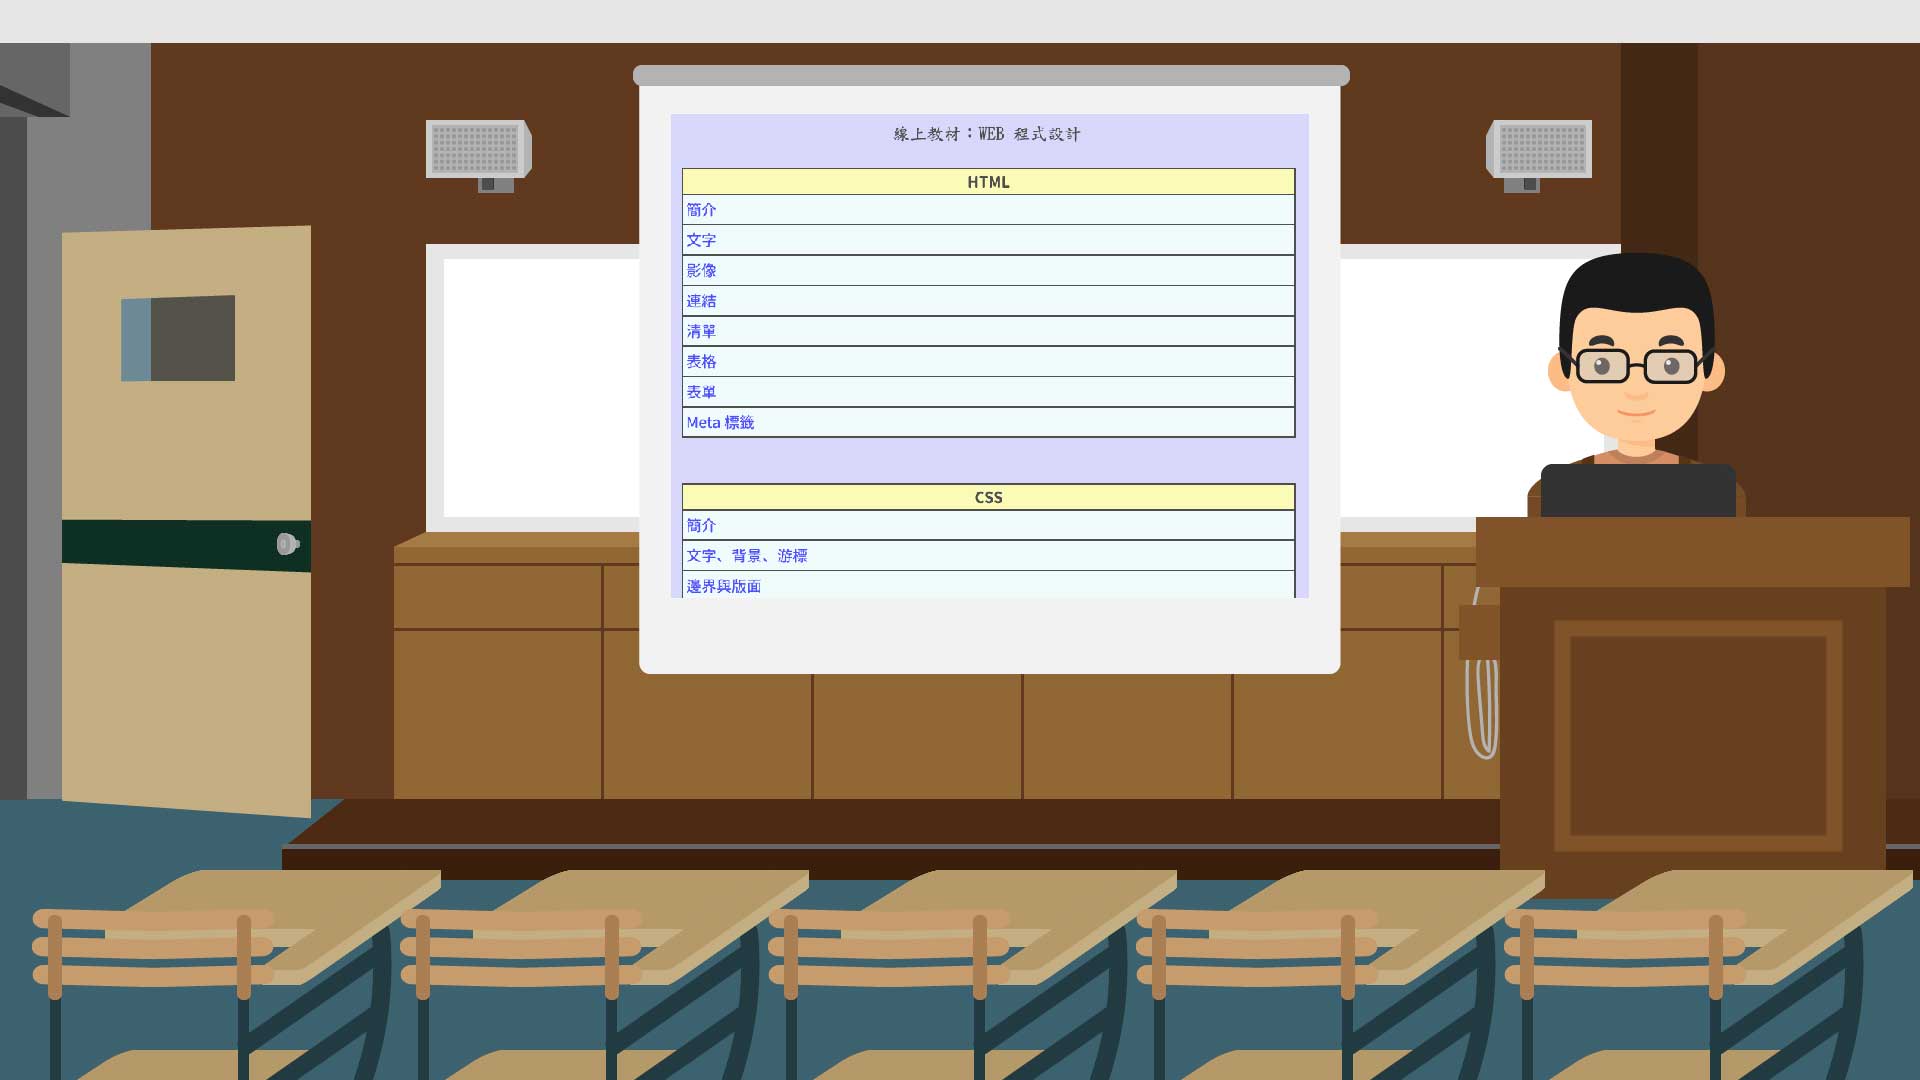 線上教材：WEB 程式設計
HTML
簡介
文字
影像
連結
清單
表格
表單
Meta 標籤
CSS
簡介
文字、背景、游標
邊界與版面